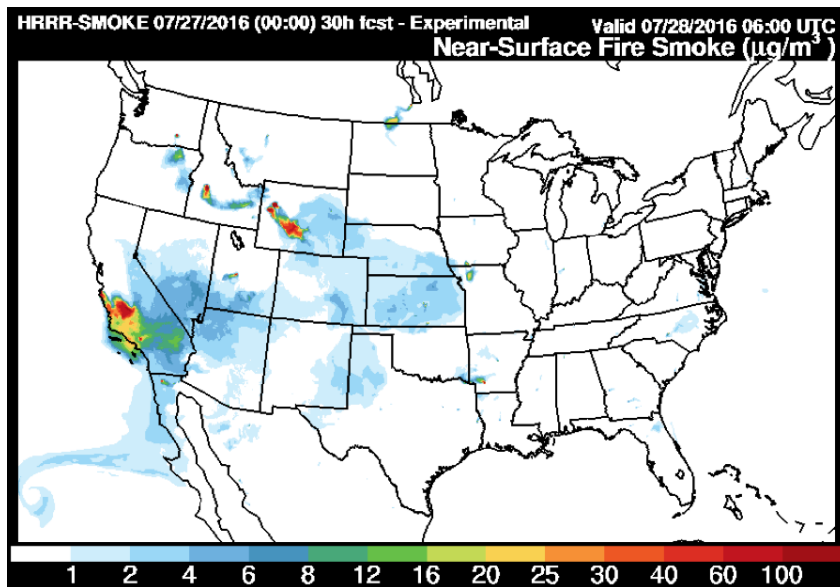 HRRR-SMOKE 07/27/2016 (00:00) 30h fcst - Experimental
Valid 07/28/2016 06:00 UTC
Near-Surface Fire Smoke (μg/m³)
1 2 4 6 8 12 16 20 25 30 40 60 100